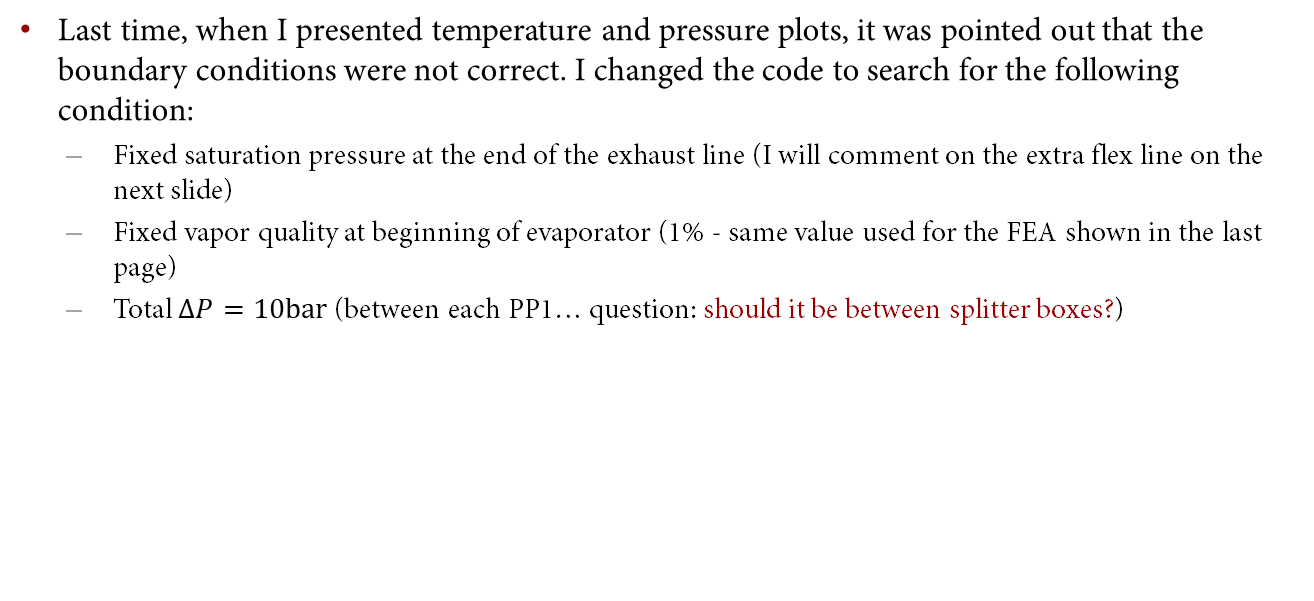 • Last time, when I presented temperature and pressure plots, it was pointed out that the
boundary conditions were not correct. I changed the code to search for the following
condition:
– Fixed saturation pressure at the end of the exhaust line (I will comment on the extra flex line on the
next slide)
– Fixed vapor quality at beginning of evaporator (1% - same value used for the FEA shown in the last
page)
– Total ΔP = 10bar (between each PP1… question: should it be between splitter boxes?)